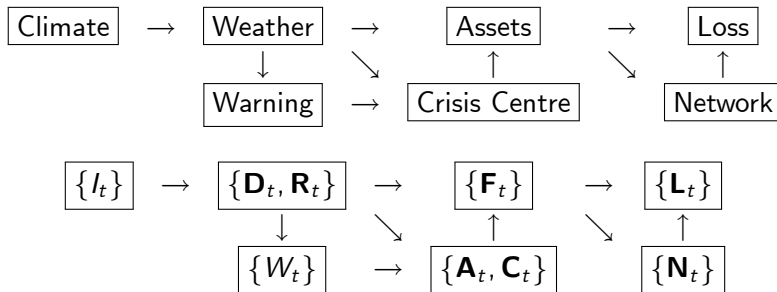 Climate → Weather → Assets → Loss
↓ ↘ ↑ ↘ ↑
Warning → Crisis Centre Network
{I_t} → {D_t, R_t} → {F_t} → {L_t}
↓ ↘ ↑ ↘ ↑
{W_t} → {A_t, C_t} {N_t}